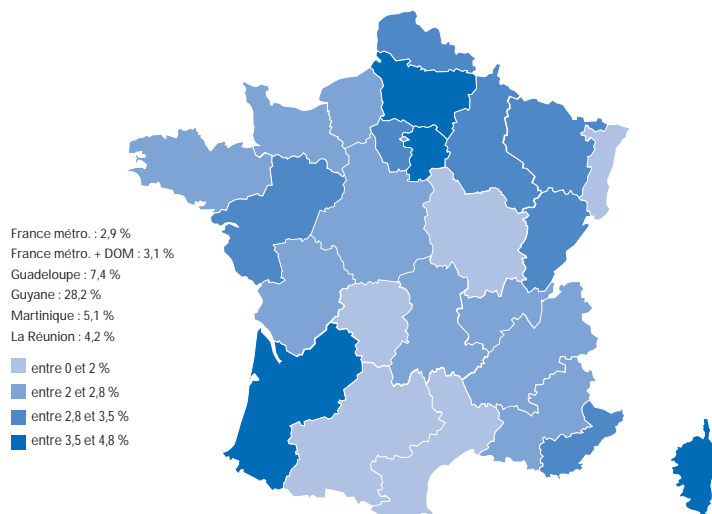 France métro. : 2,9 %
France métro. + DOM : 3,1 %
Guadeloupe : 7,4 %
Guyane : 28,2 %
Martinique : 5,1 %
La Réunion : 4,2 %
entre 0 et 2 %
entre 2 et 2,8 %
entre 2,8 et 3,5 %
entre 3,5 et 4,8 %